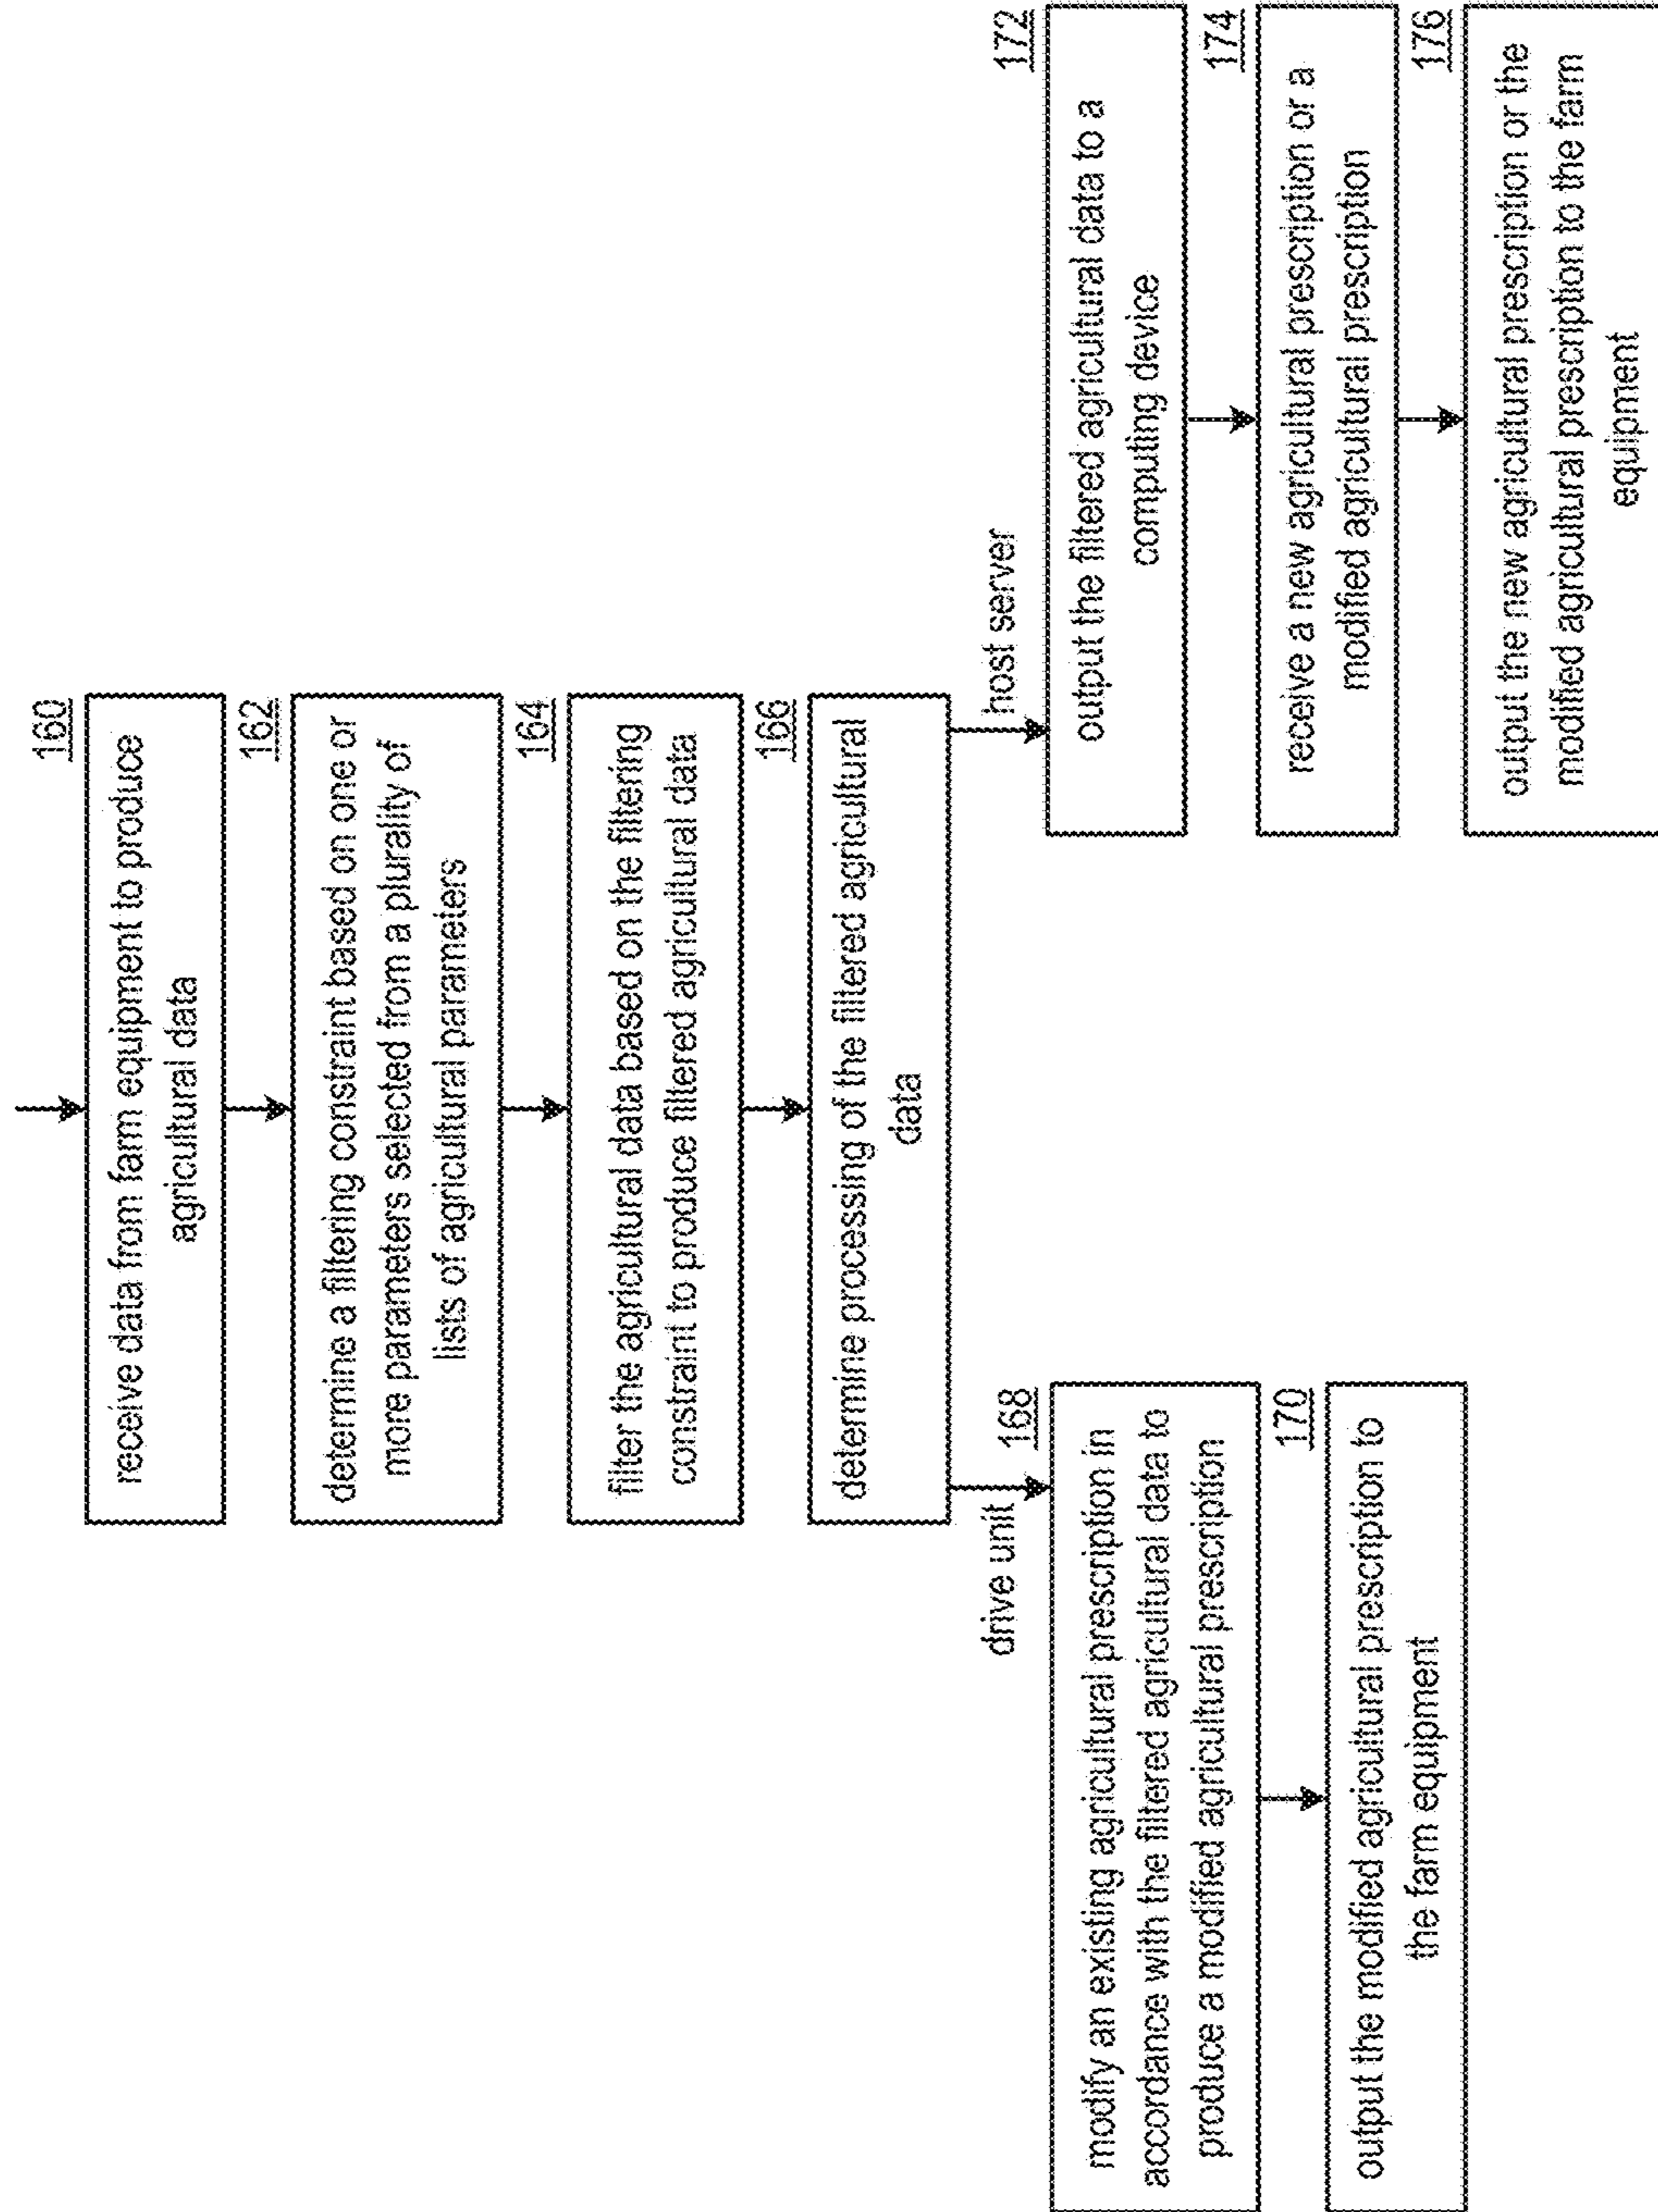 160
receive data from farm equipment to produce
agricultural data
162
determine a filtering constraint based on one or
more parameters selected from a plurality of
lists of agricultural parameters
164
filter the agricultural data based on the filtering
constraint to produce filtered agricultural data
166
determine processing of the filtered agricultural
data
drive unit
168
modify an existing agricultural prescription in
accordance with the filtered agricultural data to
produce a modified agricultural prescription
170
output the modified agricultural prescription to
the farm equipment
host server
172
output the filtered agricultural data to a
computing device
174
receive a new agricultural prescription or a
modified agricultural prescription
176
output the new agricultural prescription or the
modified agricultural prescription to the farm
equipment